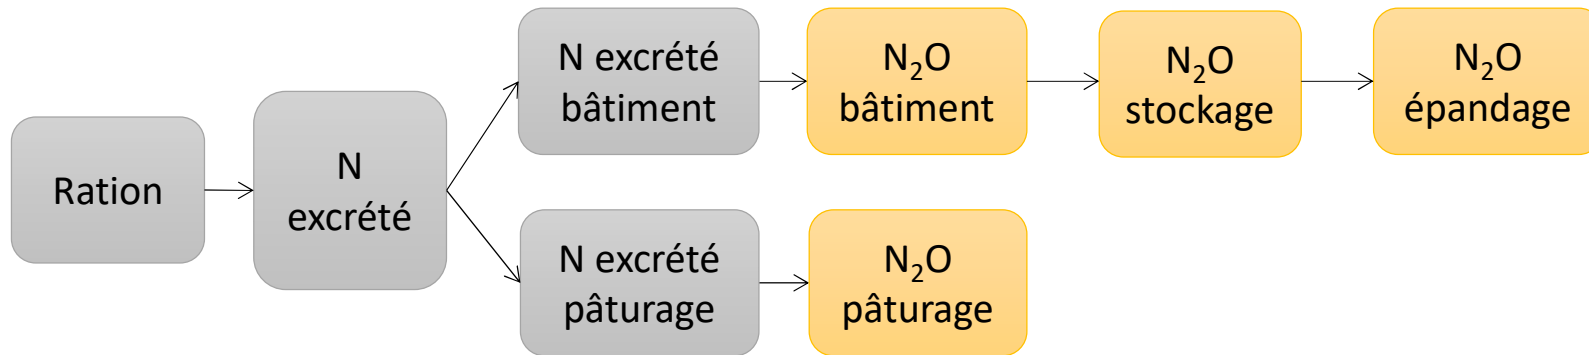 Ration
N
excrété
N excrété
bâtiment
N₂O
bâtiment
N₂O
stockage
N₂O
épandage
N excrété
pâturage
N₂O
pâturage